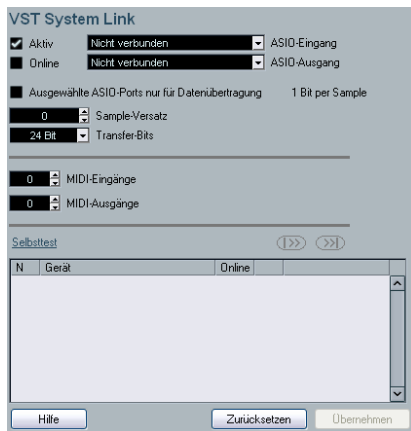 VST System Link
Aktiv Nicht verbunden ASIO-Eingang
Online Nicht verbunden ASIO-Ausgang
Ausgewählte ASIO-Ports nur für Datenübertragung 1 Bit per Sample
0 Sample-Versatz
24 Bit Transfer-Bits
0 MIDI-Eingänge
0 MIDI-Ausgänge
Selbsttest
N Gerät Online
Hilfe Zurücksetzen Übernehmen